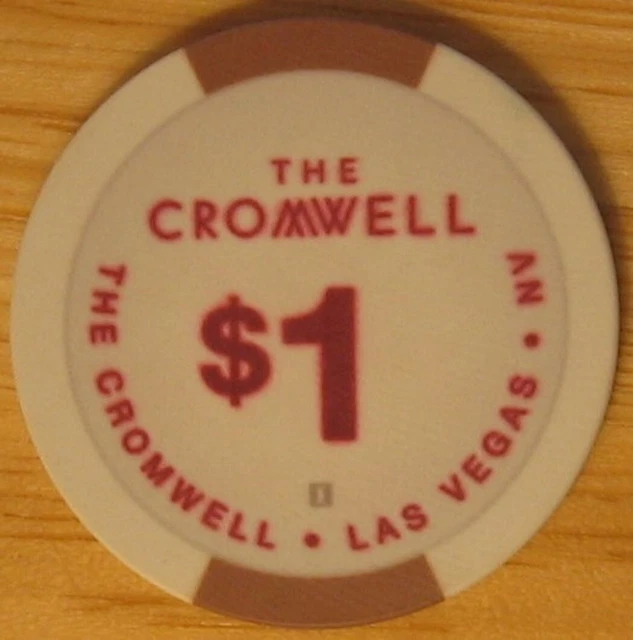 THE
CROMWELL
$1
THE CROMWELL • LAS VEGAS • NV